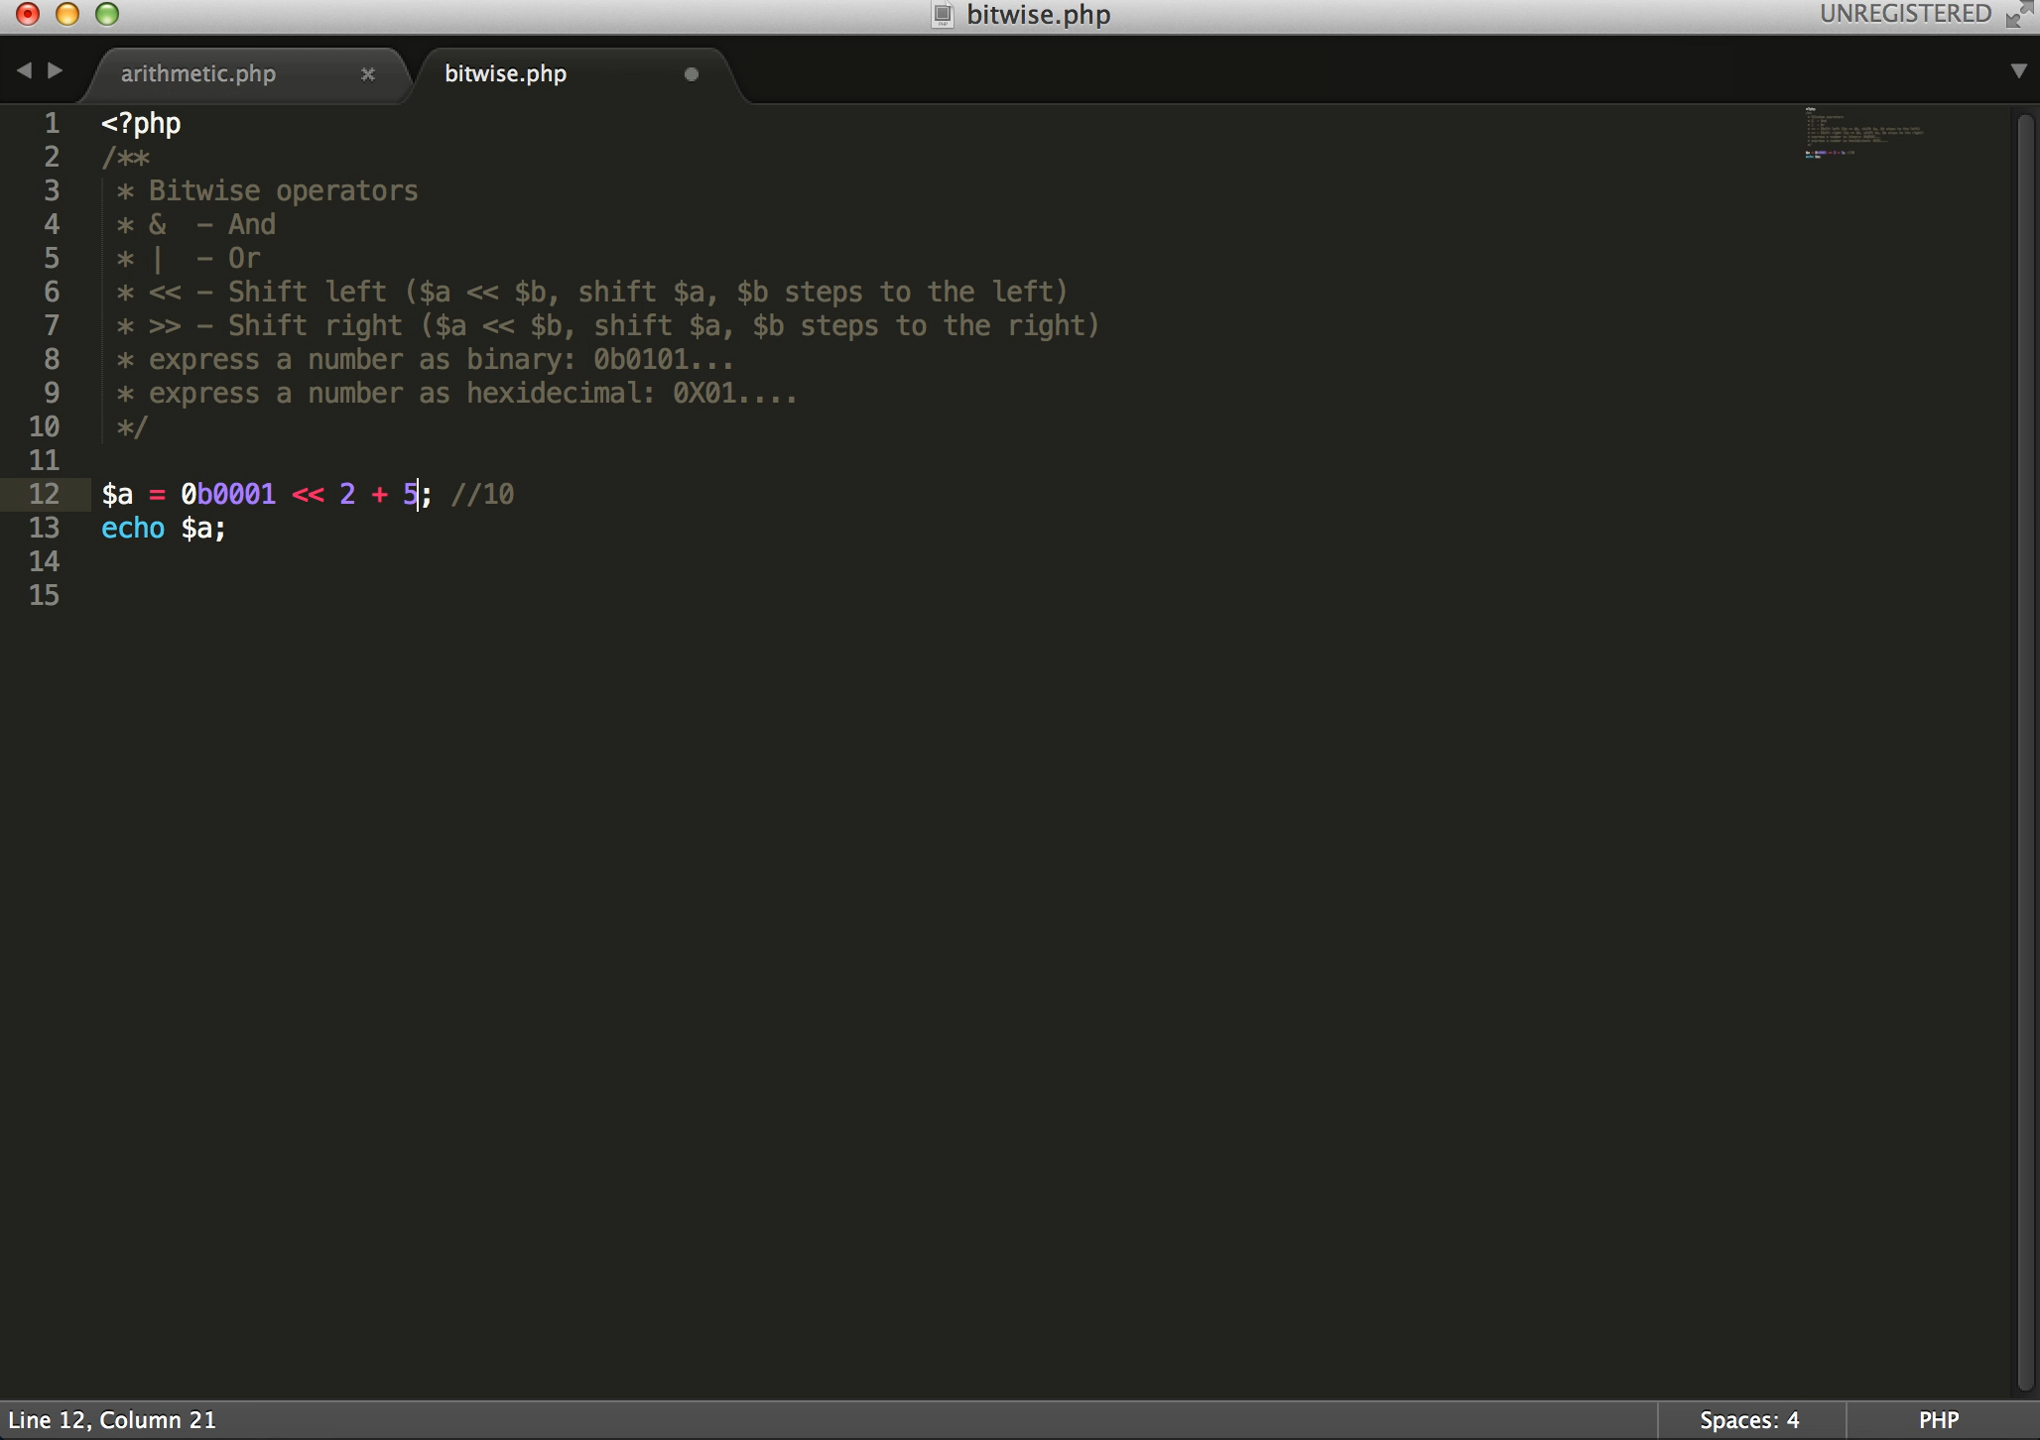 bitwise.php
UNREGISTERED
arithmetic.php
bitwise.php
1 <?php
2 /**
3 * Bitwise operators
4 * & - And
5 * | - Or
6 * << - Shift left ($a << $b, shift $a, $b steps to the left)
7 * >> - Shift right ($a << $b, shift $a, $b steps to the right)
8 * express a number as binary: 0b0101...
9 * express a number as hexidecimal: 0X01....
10 */
11
12 $a = 0b0001 << 2 + 5; //10
13 echo $a;
14
15
Line 12, Column 21
Spaces: 4
PHP